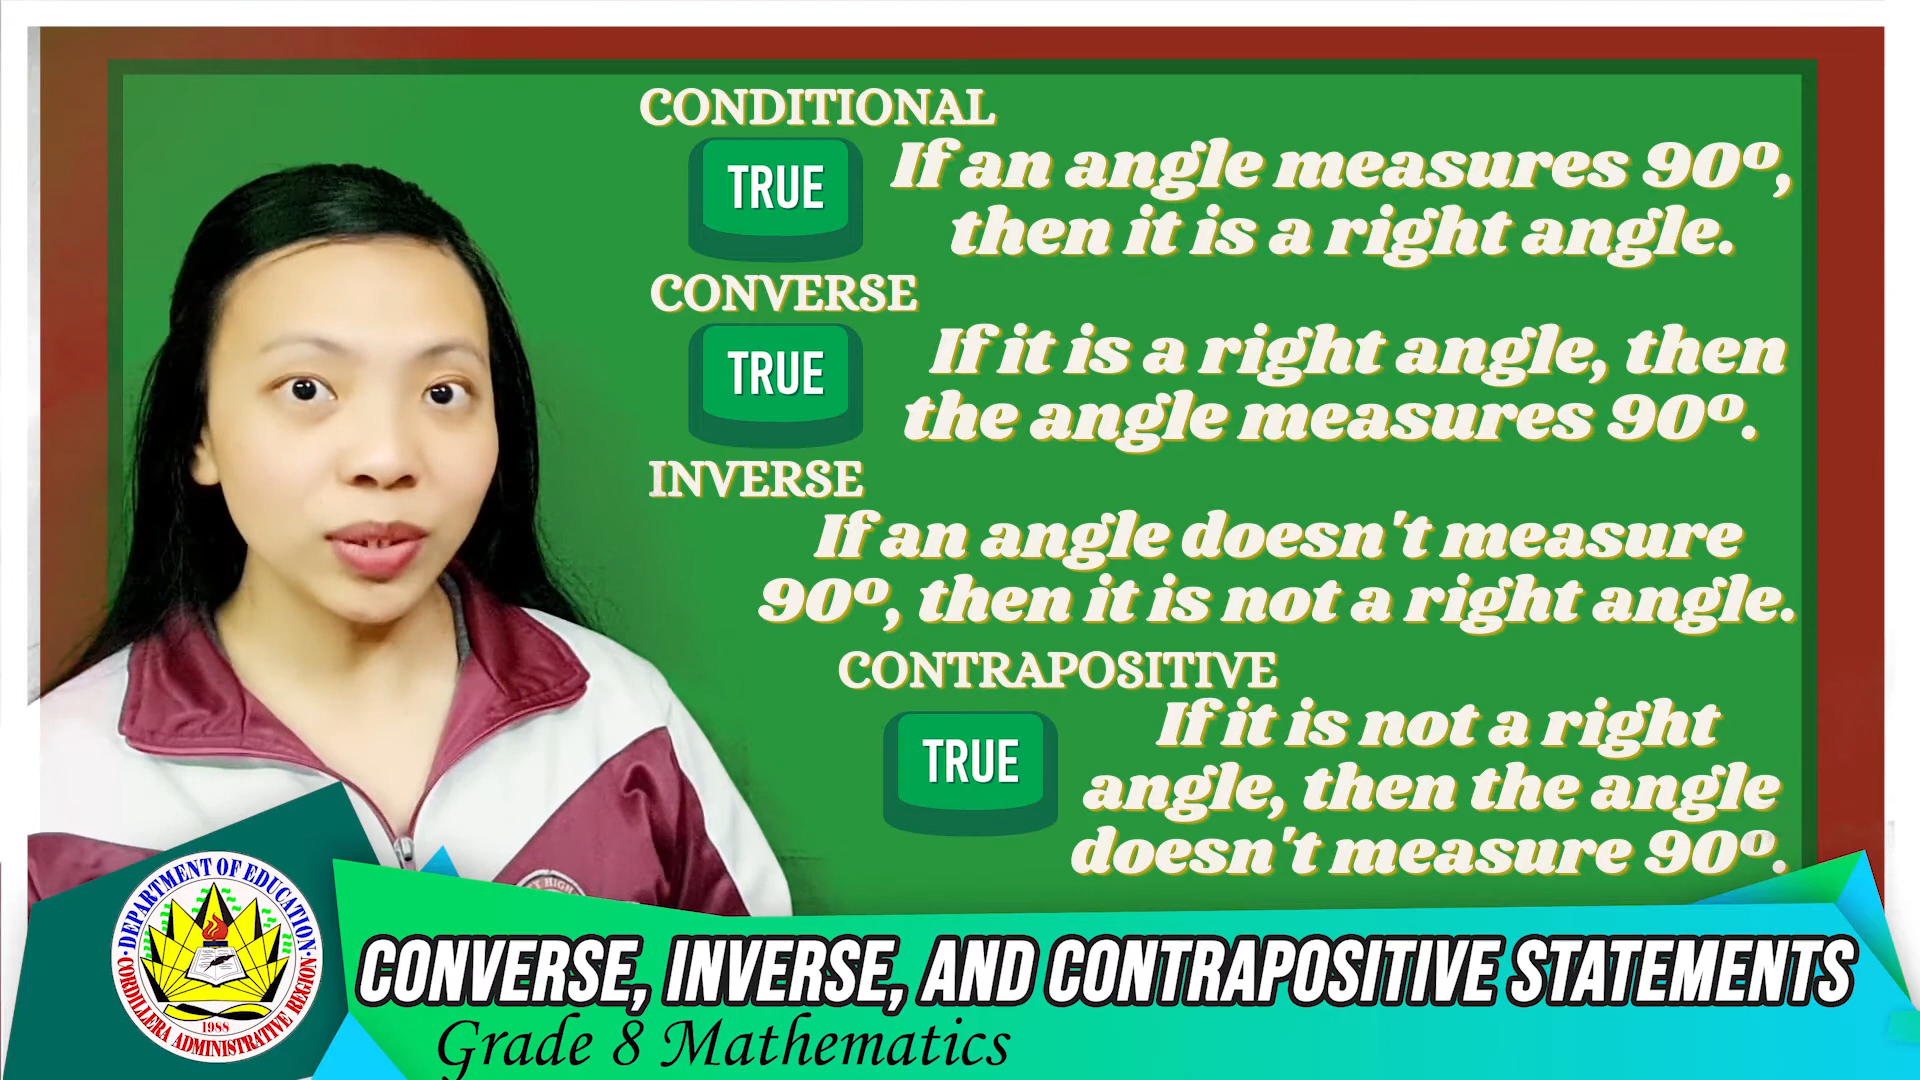 CONDITIONAL
TRUE
If an angle measures 90º,
then it is a right angle.
CONVERSE
TRUE
If it is a right angle, then
the angle measures 90º.
INVERSE
If an angle doesn't measure
90º, then it is not a right angle.
CONTRAPOSITIVE
TRUE
If it is not a right
angle, then the angle
doesn't measure 90º.
DEPARTMENT OF EDUCATION
CORDILLERA ADMINISTRATIVE REGION
1988
CONVERSE, INVERSE, AND CONTRAPOSITIVE STATEMENTS
Grade 8 Mathematics